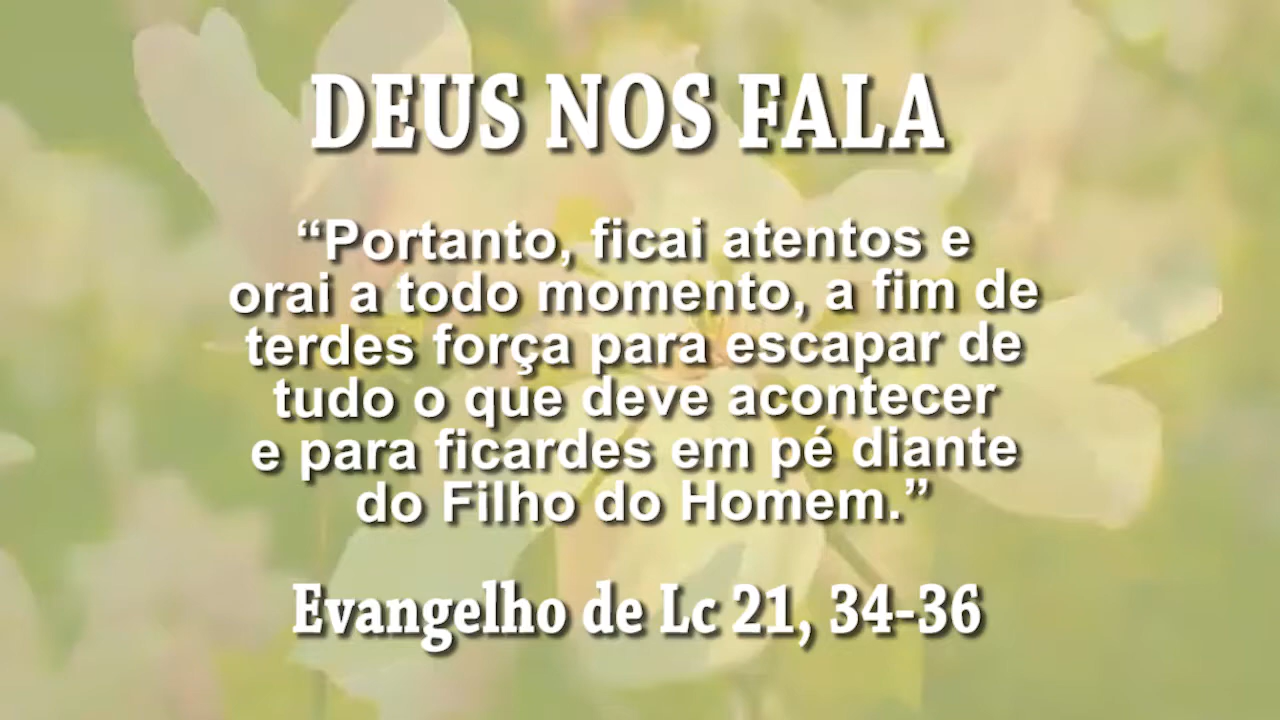 DEUS NOS FALA
“Portanto, ficai atentos e
orai a todo momento, a fim de
terdes força para escapar de
tudo o que deve acontecer
e para ficardes em pé diante
do Filho do Homem.”
Evangelho de Lc 21, 34-36